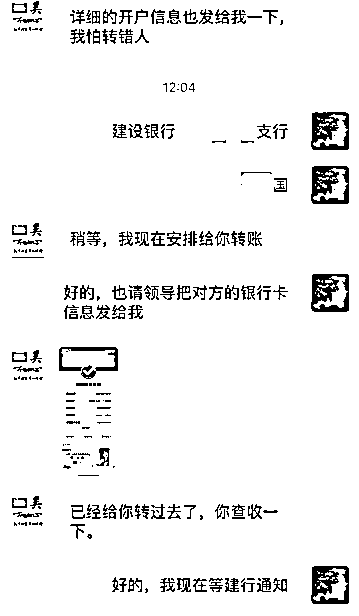 详细的开户信息也发给我一下，
我怕转错人
12:04
建设银行 支行
国
稍等，我现在安排给你转账
好的，也请领导把对方的银行卡
信息发给我
已经给你转过去了，你查收一
下。
好的，我现在等建行通知